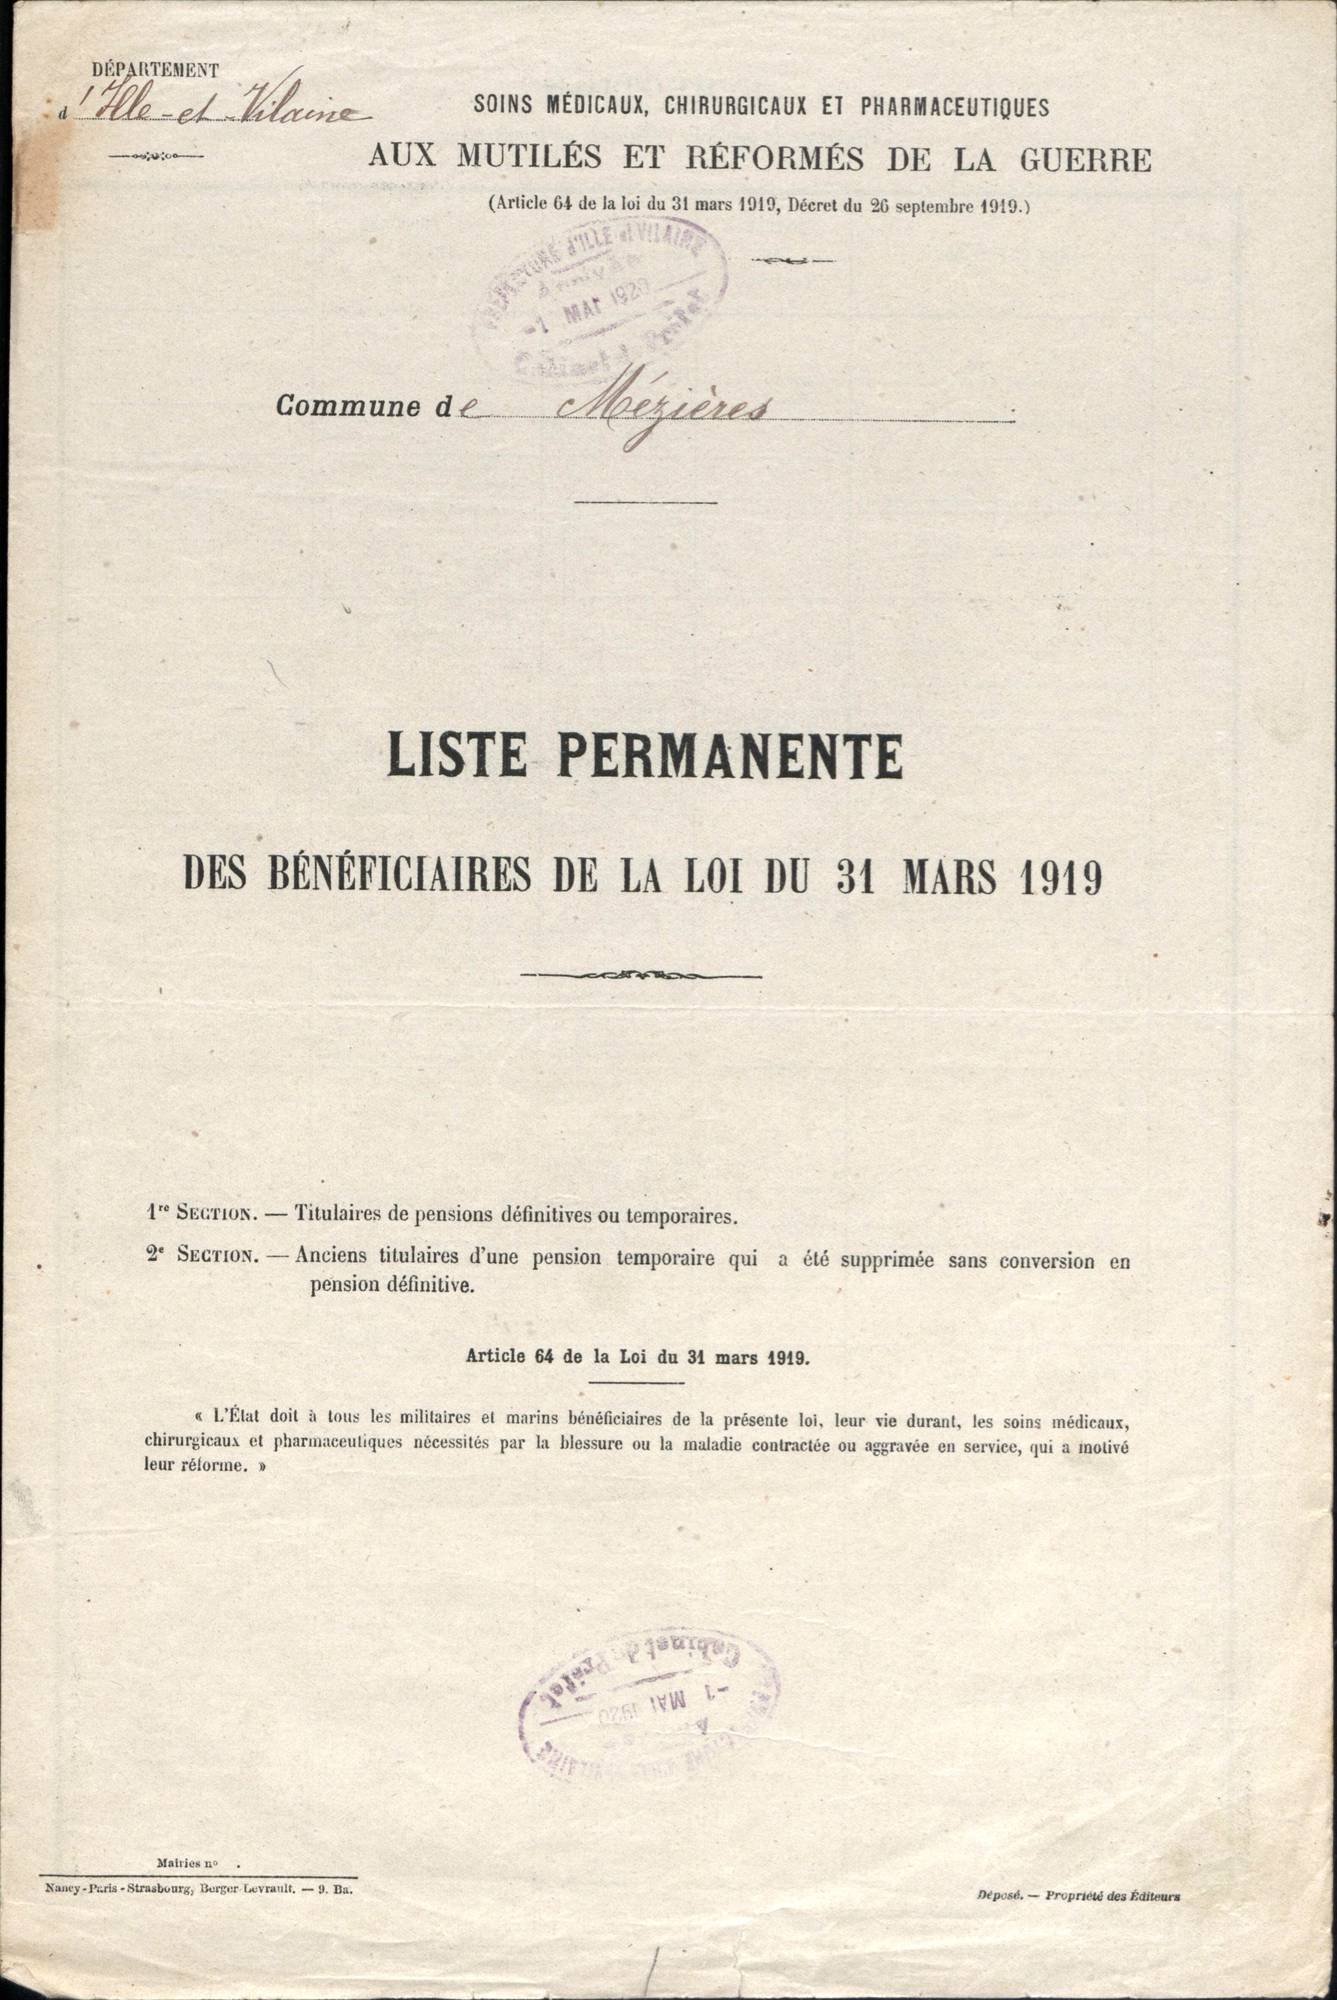 DÉPARTEMENT
d'Ille-et-Vilaine
SOINS MÉDICAUX, CHIRURGICAUX ET PHARMACEUTIQUES
AUX MUTILÉS ET RÉFORMÉS DE LA GUERRE
(Article 64 de la loi du 31 mars 1919, Décret du 26 septembre 1919.)
PRÉFECTURE d'ILLE et VILAINE
Arrivée
-1 MAI 1920
Cabinet du Préfet
Commune de Mézières
LISTE PERMANENTE
DES BÉNÉFICIAIRES DE LA LOI DU 31 MARS 1919
1re SECTION. — Titulaires de pensions définitives ou temporaires.
2e SECTION. — Anciens titulaires d'une pension temporaire qui a été supprimée sans conversion en
pension définitive.
Article 64 de la Loi du 31 mars 1919.
« L'État doit à tous les militaires et marins bénéficiaires de la présente loi, leur vie durant, les soins médicaux,
chirurgicaux et pharmaceutiques nécessités par la blessure ou la maladie contractée ou aggravée en service, qui a motivé
leur réforme. »
Cabinet du Préfet
-1 MAI 1920
Mairies no .
Nancy-Paris-Strasbourg, Berger-Levrault. — 9. Ba.
Déposé. — Propriété des Éditeurs